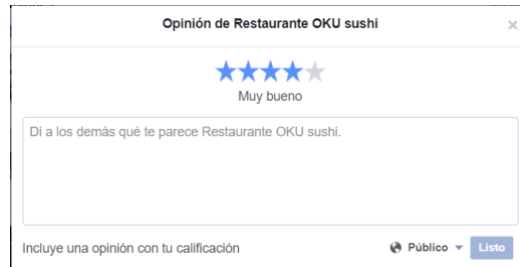 Opinión de Restaurante OKU sushi
Muy bueno
Di a los demás qué te parece Restaurante OKU sushi.
Incluye una opinión con tu calificación
Público
Listo